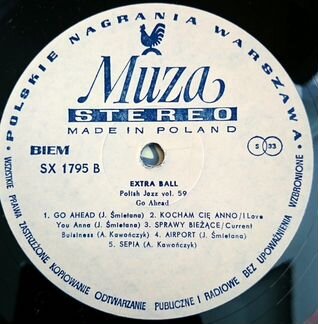 POLSKIE NAGRANIA WARSZAWA
Muza
STEREO
MADE IN POLAND
BIEM
S 33
SX 1795 B
EXTRA BALL
Polish Jazz vol. 59
Go Ahead
1. GO AHEAD (J. Śmietana) 2. KOCHAM CIĘ ANNO/I Love
You Anna (J. Śmietana) 3. SPRAWY BIEŻĄCE/Current
Buisiness (A. Kawończyk) 4. AIRPORT (J. Śmietana)
5. SEPIA (A. Kawończyk)
• WSZELKIE PRAWA ZASTRZEŻONE KOPIOWANIE ODTWARZANIE PUBLICZNE I RADIOWE BEZ UPOWAŻNIENIA WZBRONIONE •